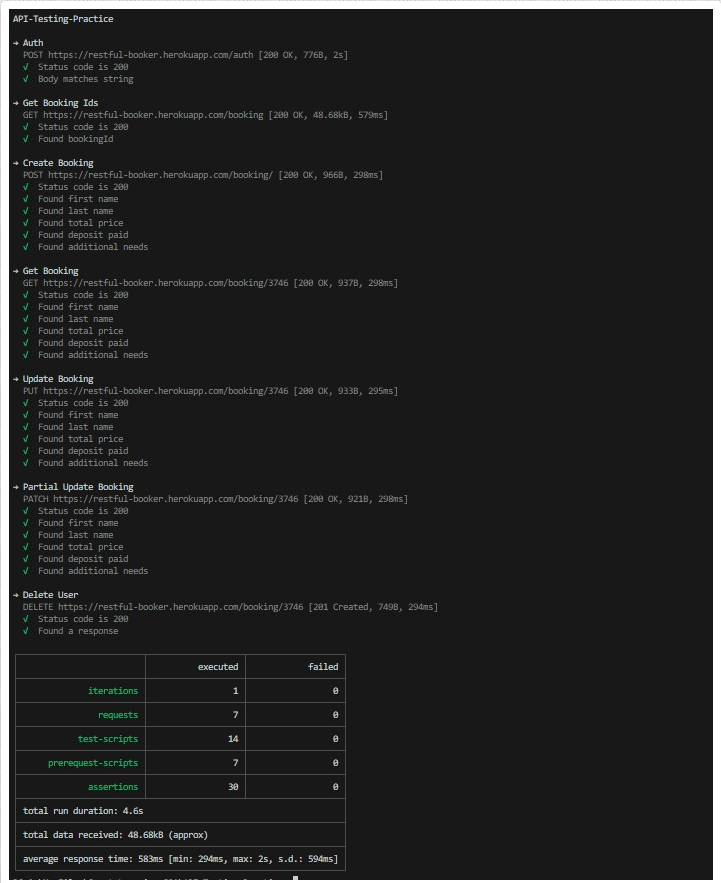 API-Testing-Practice
→ Auth
POST https://restful-booker.herokuapp.com/auth [200 OK, 776B, 2s]
√ Status code is 200
√ Body matches string
→ Get Booking Ids
GET https://restful-booker.herokuapp.com/booking [200 OK, 48.68kB, 579ms]
√ Status code is 200
√ Found bookingId
→ Create Booking
POST https://restful-booker.herokuapp.com/booking/ [200 OK, 966B, 298ms]
√ Status code is 200
√ Found first name
√ Found last name
√ Found total price
√ Found deposit paid
√ Found additional needs
→ Get Booking
GET https://restful-booker.herokuapp.com/booking/3746 [200 OK, 937B, 298ms]
√ Status code is 200
√ Found first name
√ Found last name
√ Found total price
√ Found deposit paid
√ Found additional needs
→ Update Booking
PUT https://restful-booker.herokuapp.com/booking/3746 [200 OK, 933B, 295ms]
√ Status code is 200
√ Found first name
√ Found last name
√ Found total price
√ Found deposit paid
√ Found additional needs
→ Partial Update Booking
PATCH https://restful-booker.herokuapp.com/booking/3746 [200 OK, 921B, 298ms]
√ Status code is 200
√ Found first name
√ Found last name
√ Found total price
√ Found deposit paid
√ Found additional needs
→ Delete User
DELETE https://restful-booker.herokuapp.com/booking/3746 [201 Created, 749B, 294ms]
√ Status code is 200
√ Found a response
executed failed
iterations 1 0
requests 7 0
test-scripts 14 0
prerequest-scripts 7 0
assertions 30 0
total run duration: 4.6s
total data received: 48.68kB (approx)
average response time: 583ms [min: 294ms, max: 2s, s.d.: 594ms]